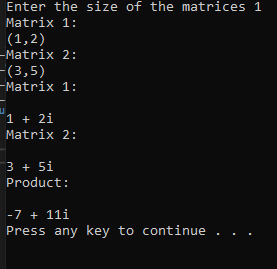 Enter the size of the matrices 1
Matrix 1:
(1,2)
Matrix 2:
(3,5)
Matrix 1:
1 + 2i
Matrix 2:
3 + 5i
Product:
-7 + 11i
Press any key to continue . . .